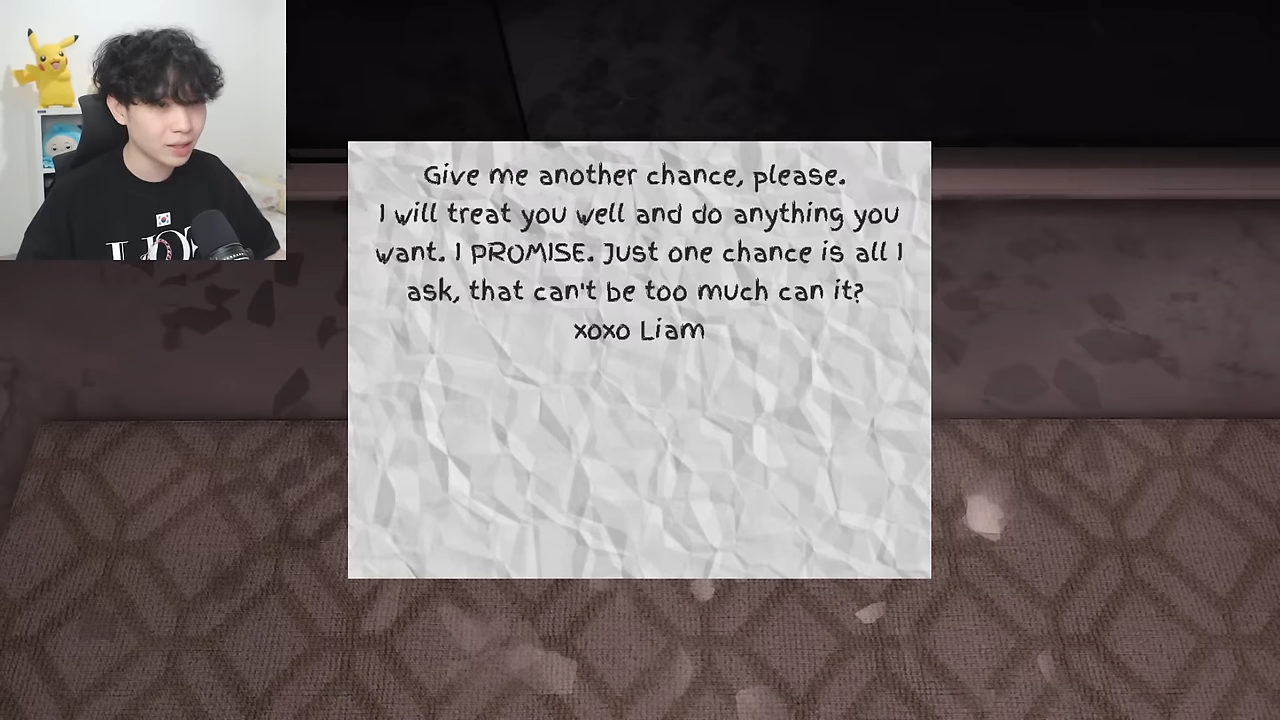 Give me another chance, please.
I will treat you well and do anything you
want. I PROMISE. Just one chance is all I
ask, that can't be too much can it?
xoxo Liam